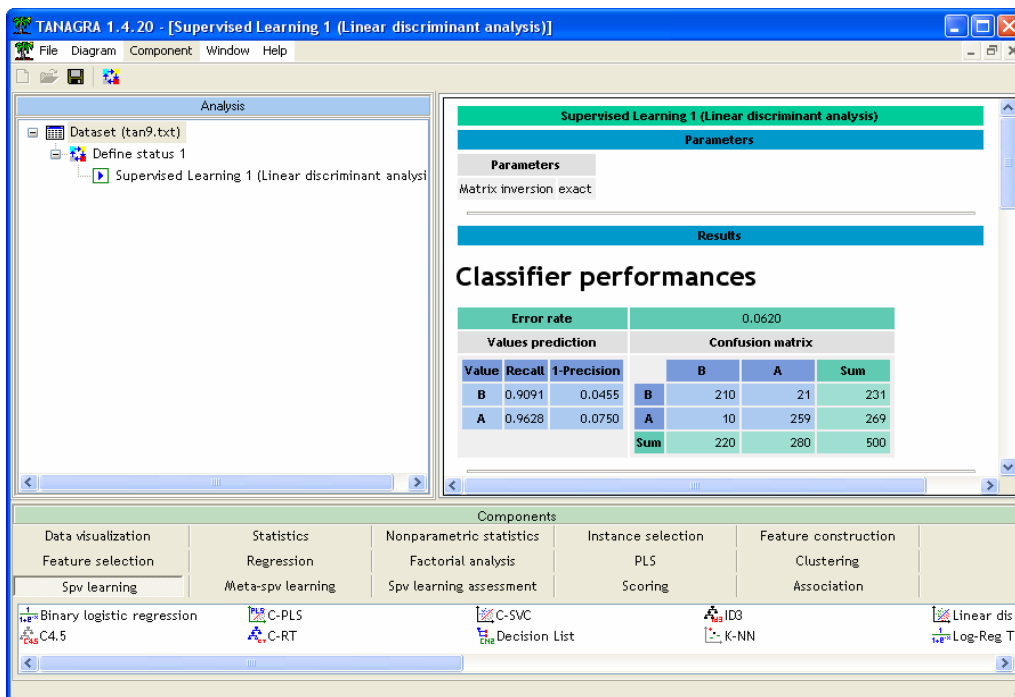 TANAGRA 1.4.20 - [Supervised Learning 1 (Linear discriminant analysis)]
File Diagram Component Window Help
Analysis
Dataset (tan9.txt)
Define status 1
Supervised Learning 1 (Linear discriminant analysi
Supervised Learning 1 (Linear discriminant analysis)
Parameters
Parameters
Matrix inversion exact
Results
Classifier performances
Error rate 0.0620
Values prediction Confusion matrix
Value Recall 1-Precision B A Sum
B 0.9091 0.0455 B 210 21 231
A 0.9628 0.0750 A 10 259 269
Sum 220 280 500
Components
Data visualization Statistics Nonparametric statistics Instance selection Feature construction
Feature selection Regression Factorial analysis PLS Clustering
Spv learning Meta-spv learning Spv learning assessment Scoring Association
Binary logistic regression C-PLS C-SVC ID3 Linear dis
C4.5 C-RT Decision List K-NN Log-Reg T